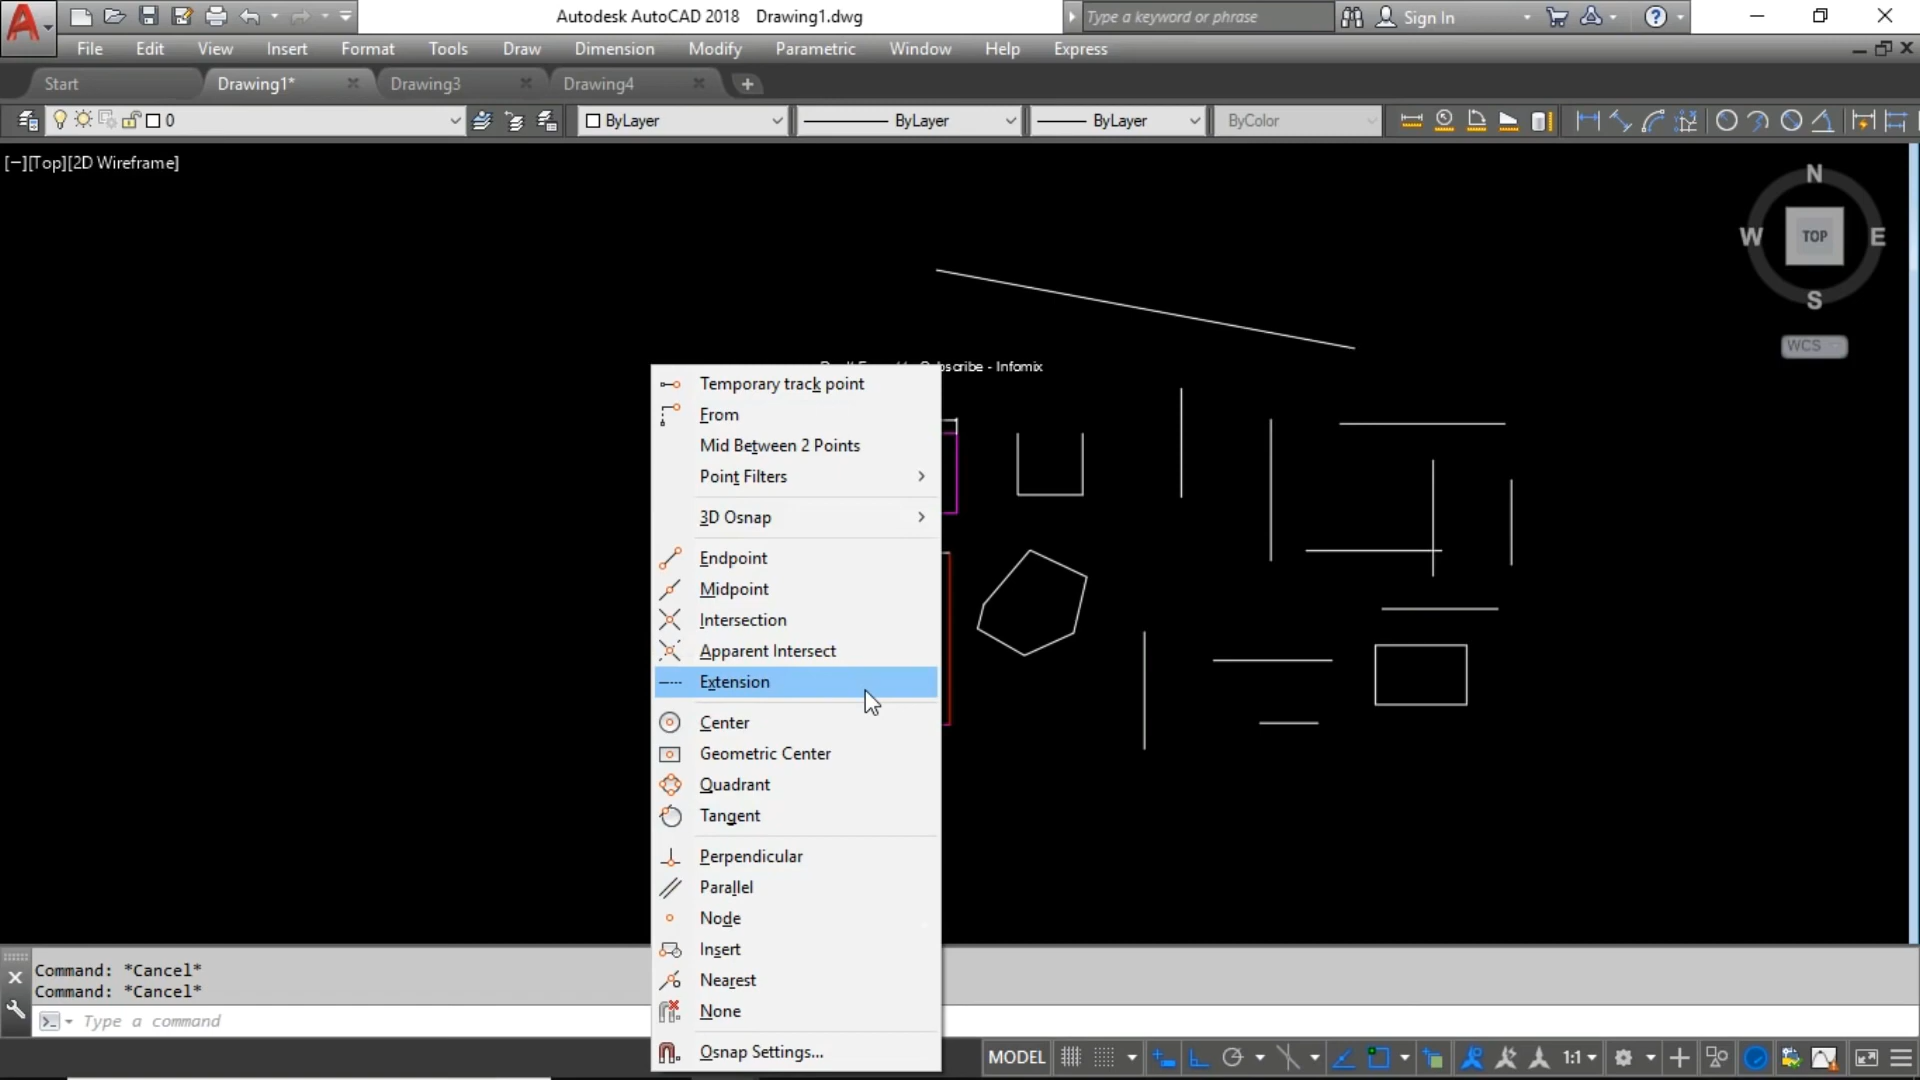 Autodesk AutoCAD 2018 Drawing1.dwg
Type a keyword or phrase
Sign In
File Edit View Insert Format Tools Draw Dimension Modify Parametric Window Help Express
Start Drawing1* Drawing3 Drawing4
0 ByLayer ByLayer ByLayer ByColor
[−][Top][2D Wireframe]
N
W TOP E
S
WCS
- Infomix
Temporary track point
From
Mid Between 2 Points
Point Filters
3D Osnap
Endpoint
Midpoint
Intersection
Apparent Intersect
Extension
Center
Geometric Center
Quadrant
Tangent
Perpendicular
Parallel
Node
Insert
Nearest
None
Osnap Settings...
Command: *Cancel*
Command: *Cancel*
Type a command
MODEL 1:1